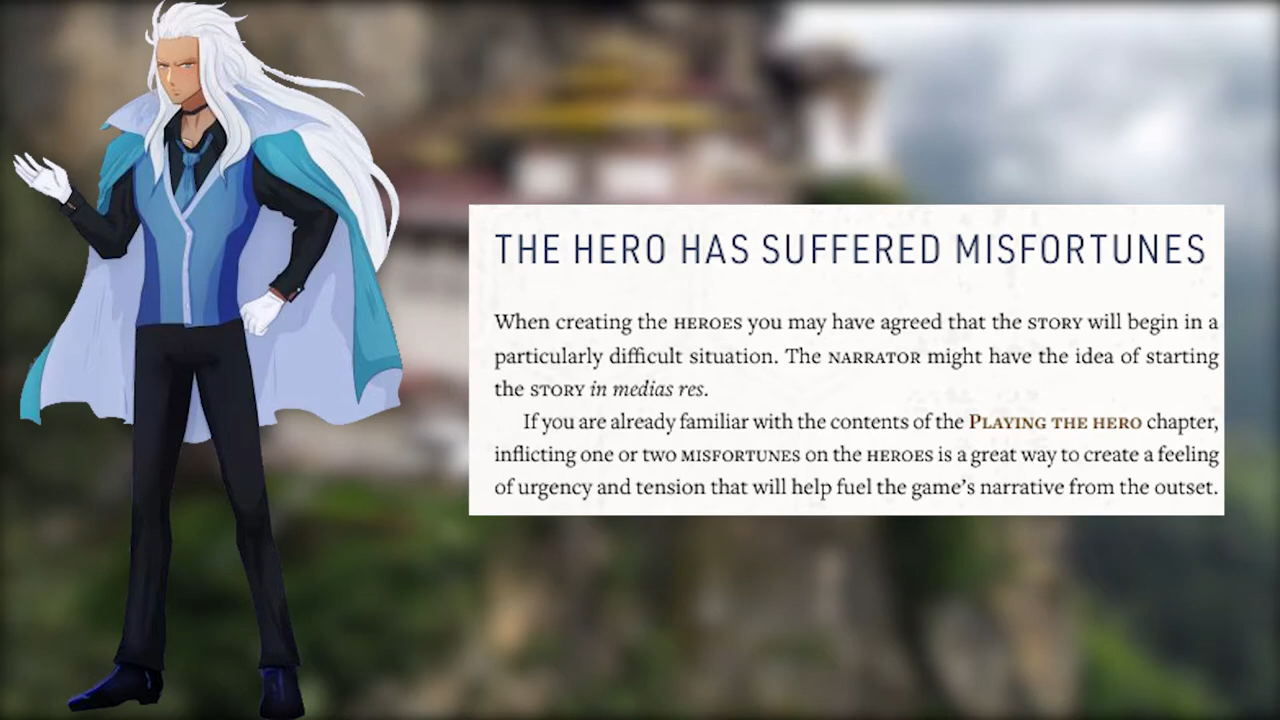 THE HERO HAS SUFFERED MISFORTUNES
When creating the HEROES you may have agreed that the STORY will begin in a
particularly difficult situation. The NARRATOR might have the idea of starting
the STORY in medias res.
If you are already familiar with the contents of the PLAYING THE HERO chapter,
inflicting one or two MISFORTUNES on the HEROES is a great way to create a feeling
of urgency and tension that will help fuel the game's narrative from the outset.